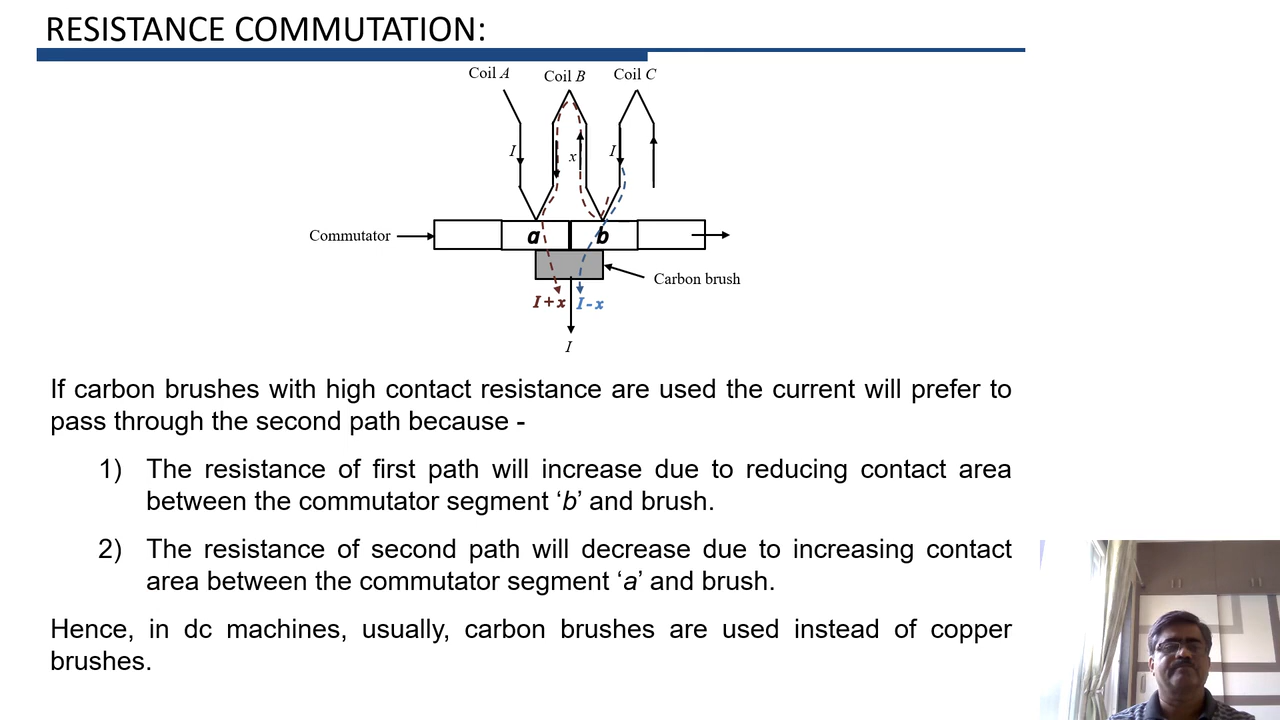 RESISTANCE COMMUTATION:
Coil A
Coil B
Coil C
I
x
I
Commutator
a
b
Carbon brush
I+x
I-x
I
If carbon brushes with high contact resistance are used the current will prefer to
pass through the second path because -
1) The resistance of first path will increase due to reducing contact area
between the commutator segment ‘b’ and brush.
2) The resistance of second path will decrease due to increasing contact
area between the commutator segment ‘a’ and brush.
Hence, in dc machines, usually, carbon brushes are used instead of copper
brushes.